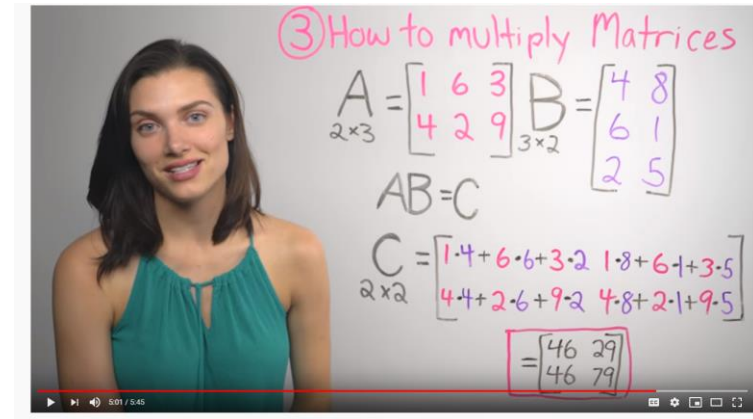 ③ How to multiply Matrices
A = [1 6 3] B = [4 8]
2×3 [4 2 9] 3×2 [6 1]
[2 5]
AB = C
C = [1·4+6·6+3·2 1·8+6·1+3·5]
2×2 [4·4+2·6+9·2 4·8+2·1+9·5]
= [46 29]
[46 79]
5:01 / 5:45